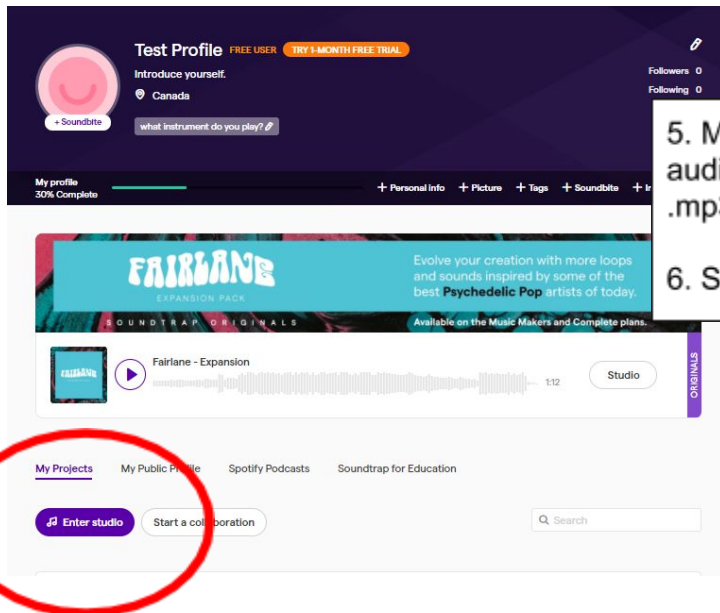 Test Profile FREE USER TRY 1-MONTH FREE TRIAL
Introduce yourself.
Canada
+ Soundbite
what instrument do you play?
Followers 0
Following 0
My profile
30% Complete
+ Personal info + Picture + Tags + Soundbite +
5. M
audi
.mp3
6. S
FAIRLANE
EXPANSION PACK
SOUNDTRAP ORIGINALS
Evolve your creation with more loops
and sounds inspired by some of the
best Psychedelic Pop artists of today.
Available on the Music Makers and Complete plans.
FAIRLANE
Fairlane - Expansion
1:12
Studio
ORIGINALS
My Projects My Public Profile Spotify Podcasts Soundtrap for Education
Enter studio Start a collaboration
Search